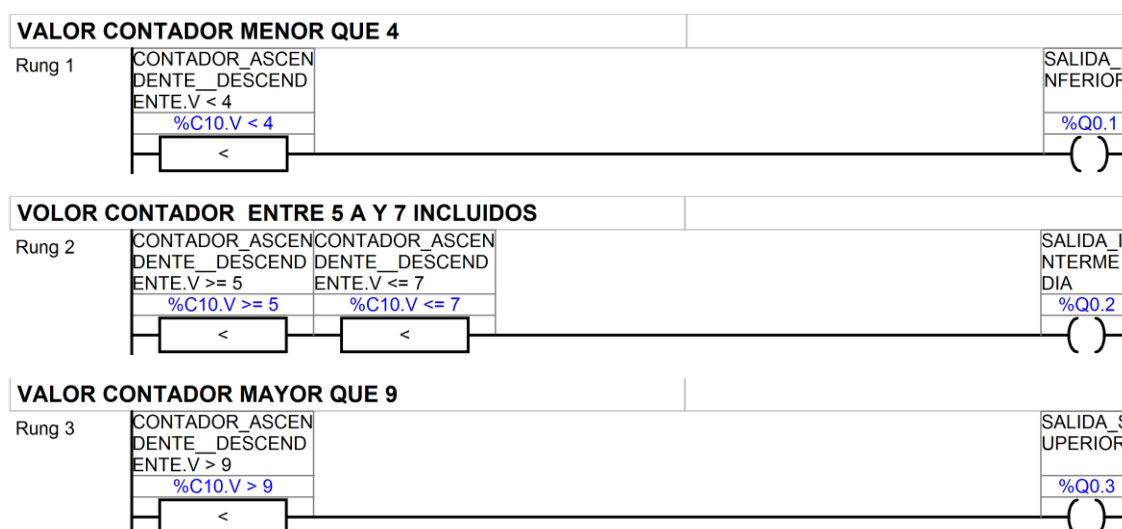 VALOR CONTADOR MENOR QUE 4
Rung 1
CONTADOR_ASCEN
DENTE__DESCEND
ENTE.V < 4
%C10.V < 4
<
SALIDA_I
NFERIOR
%Q0.1
( )
VOLOR CONTADOR ENTRE 5 A Y 7 INCLUIDOS
Rung 2
CONTADOR_ASCEN
DENTE__DESCEND
ENTE.V >= 5
%C10.V >= 5
<
CONTADOR_ASCEN
DENTE__DESCEND
ENTE.V <= 7
%C10.V <= 7
<
SALIDA_I
NTERME
DIA
%Q0.2
( )
VALOR CONTADOR MAYOR QUE 9
Rung 3
CONTADOR_ASCEN
DENTE__DESCEND
ENTE.V > 9
%C10.V > 9
<
SALIDA_S
UPERIOR
%Q0.3
( )